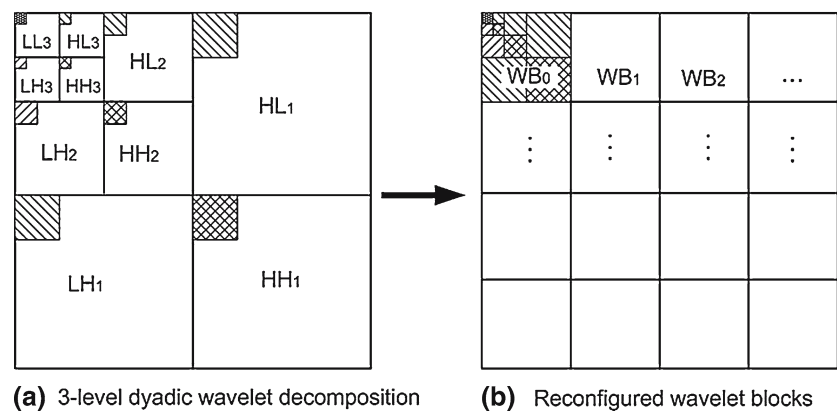 LL3 HL3
LH3 HH3
HL2
HL1
LH2
HH2
LH1
HH1
WB0 WB1 WB2 ...
⋮ ⋮ ⋮ ⋮
(a) 3-level dyadic wavelet decomposition
(b) Reconfigured wavelet blocks